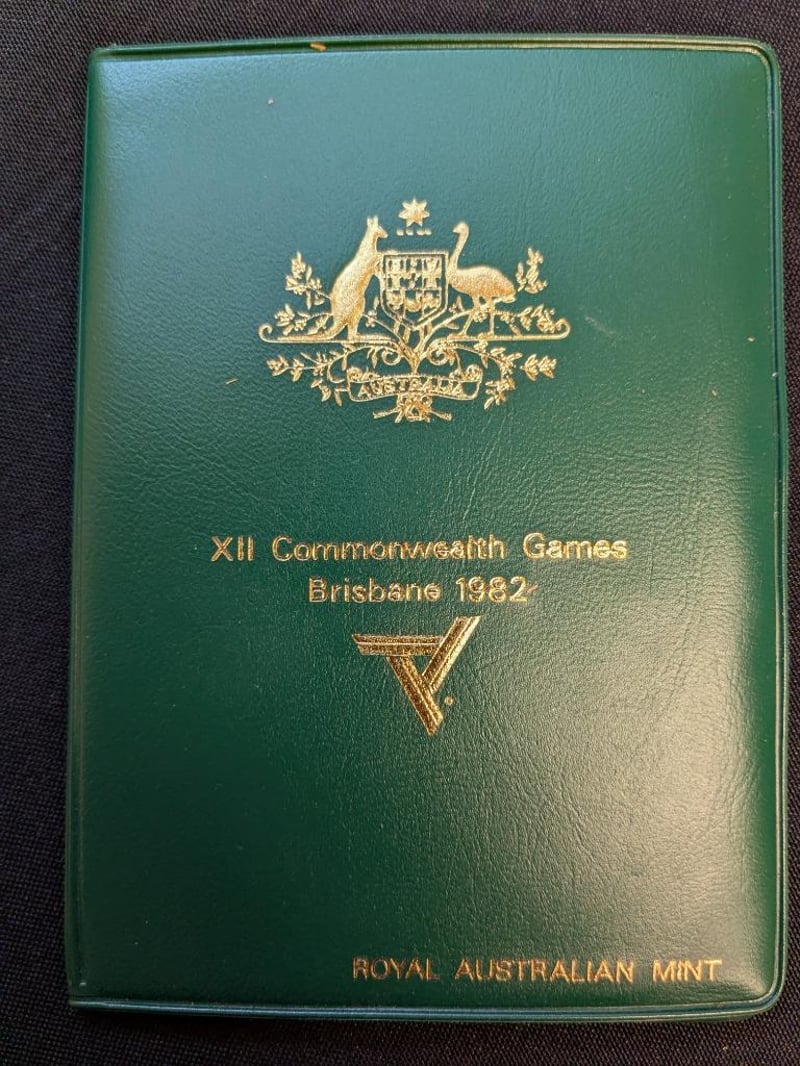 AUSTRALIA
XII Commonwealth Games
Brisbane 1982
ROYAL AUSTRALIAN MINT